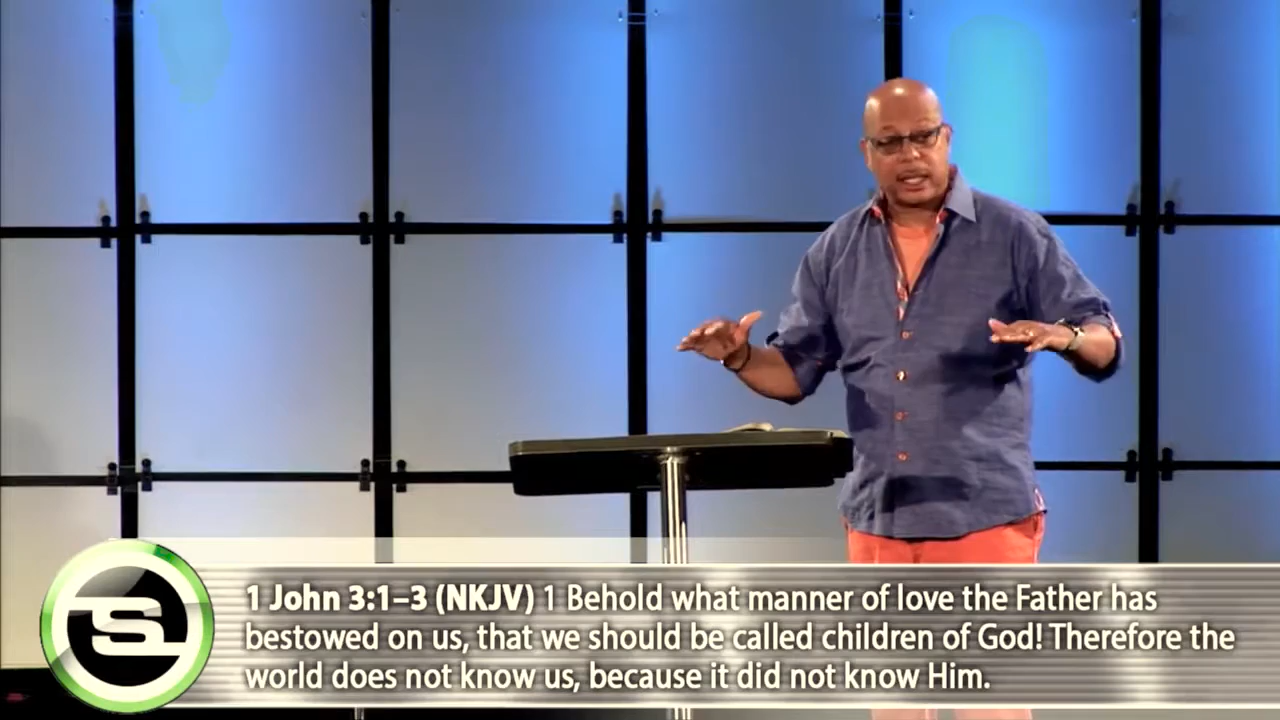 1 John 3:1–3 (NKJV) 1 Behold what manner of love the Father has
bestowed on us, that we should be called children of God! Therefore the
world does not know us, because it did not know Him.
S